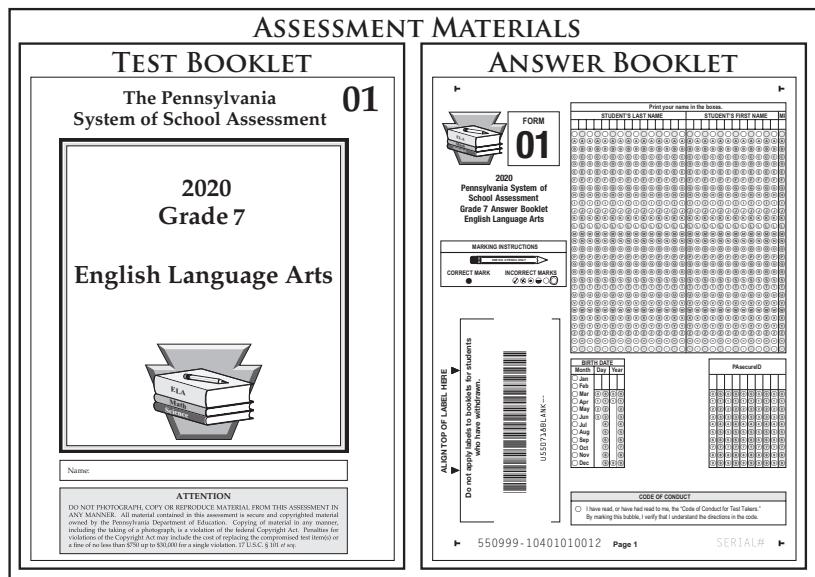 ASSESSMENT MATERIALS
TEST BOOKLET
The Pennsylvania
System of School Assessment
01
2020
Grade 7
English Language Arts
ELA
Math
Science
Name:
ATTENTION
DO NOT PHOTOGRAPH, COPY OR REPRODUCE MATERIAL FROM THIS ASSESSMENT IN
ANY MANNER. All material contained in this assessment is secure and copyrighted material
owned by the Pennsylvania Department of Education. Copying of material in any manner,
including the taking of a photograph, is a violation of the federal Copyright Act. Penalties for
violations of the Copyright Act may include the cost of replacing the compromised test item(s) or
a fine of no less than $750 up to $30,000 for a single violation. 17 U.S.C. § 101 et seq.
ANSWER BOOKLET
FORM
01
2020
Pennsylvania System of
School Assessment
Grade 7 Answer Booklet
English Language Arts
MARKING INSTRUCTIONS
CORRECT MARK
INCORRECT MARKS
Print your name in the boxes.
STUDENT'S LAST NAME
STUDENT'S FIRST NAME
MI
ALIGN TOP OF LABEL HERE
Do not apply labels to booklets for students
who have withdrawn.
BIRTH DATE
Month Day Year
Jan
Feb
Mar
Apr
May
Jun
Jul
Aug
Sep
Oct
Nov
Dec
PAsecureID
CODE OF CONDUCT
I have read, or have had read to me, the "Code of Conduct for Test Takers."
By marking this bubble, I verify that I understand the directions in the code.
550999-10401010012
Page 1
SERIAL#